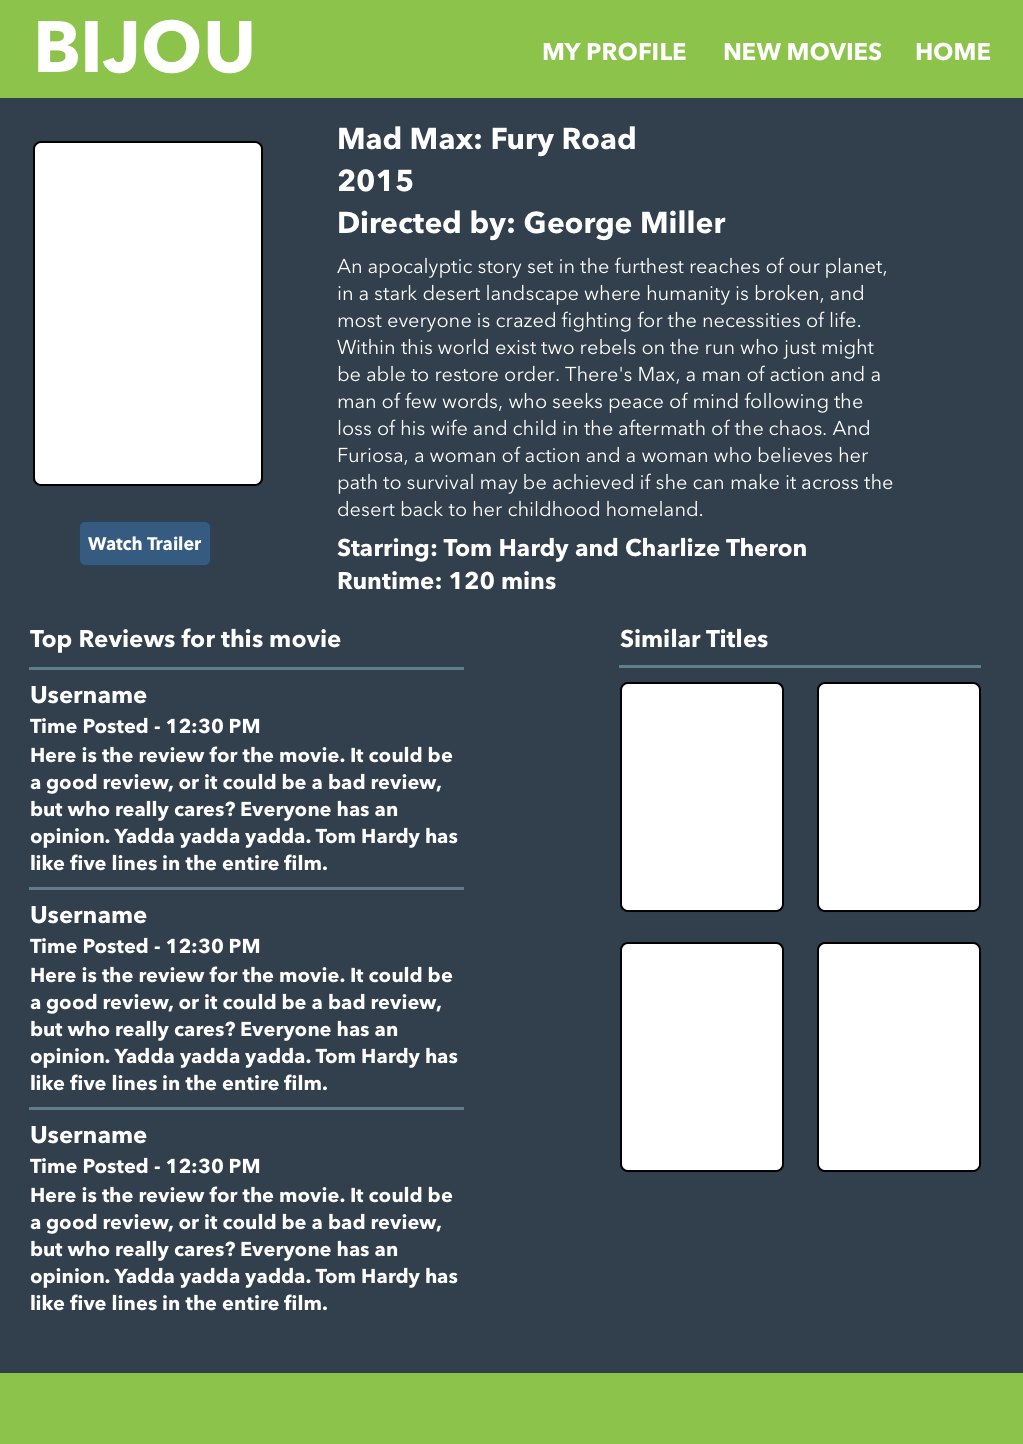 BIJOU
MY PROFILE NEW MOVIES HOME
Mad Max: Fury Road
2015
Directed by: George Miller
An apocalyptic story set in the furthest reaches of our planet,
in a stark desert landscape where humanity is broken, and
most everyone is crazed fighting for the necessities of life.
Within this world exist two rebels on the run who just might
be able to restore order. There's Max, a man of action and a
man of few words, who seeks peace of mind following the
loss of his wife and child in the aftermath of the chaos. And
Furiosa, a woman of action and a woman who believes her
path to survival may be achieved if she can make it across the
desert back to her childhood homeland.
Starring: Tom Hardy and Charlize Theron
Runtime: 120 mins
Watch Trailer
Top Reviews for this movie
Username
Time Posted - 12:30 PM
Here is the review for the movie. It could be
a good review, or it could be a bad review,
but who really cares? Everyone has an
opinion. Yadda yadda yadda. Tom Hardy has
like five lines in the entire film.
Username
Time Posted - 12:30 PM
Here is the review for the movie. It could be
a good review, or it could be a bad review,
but who really cares? Everyone has an
opinion. Yadda yadda yadda. Tom Hardy has
like five lines in the entire film.
Username
Time Posted - 12:30 PM
Here is the review for the movie. It could be
a good review, or it could be a bad review,
but who really cares? Everyone has an
opinion. Yadda yadda yadda. Tom Hardy has
like five lines in the entire film.
Similar Titles